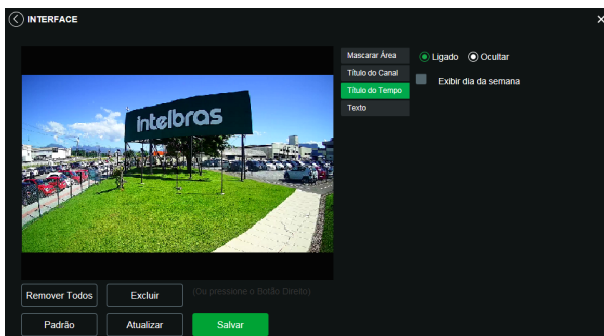 INTERFACE
Mascarar Área
Ligado
Ocultar
Título do Canal
Exibir dia da semana
Título do Tempo
Texto
intelbras
Remover Todos
Excluir
(Ou pressione o Botão Direito)
Padrão
Atualizar
Salvar